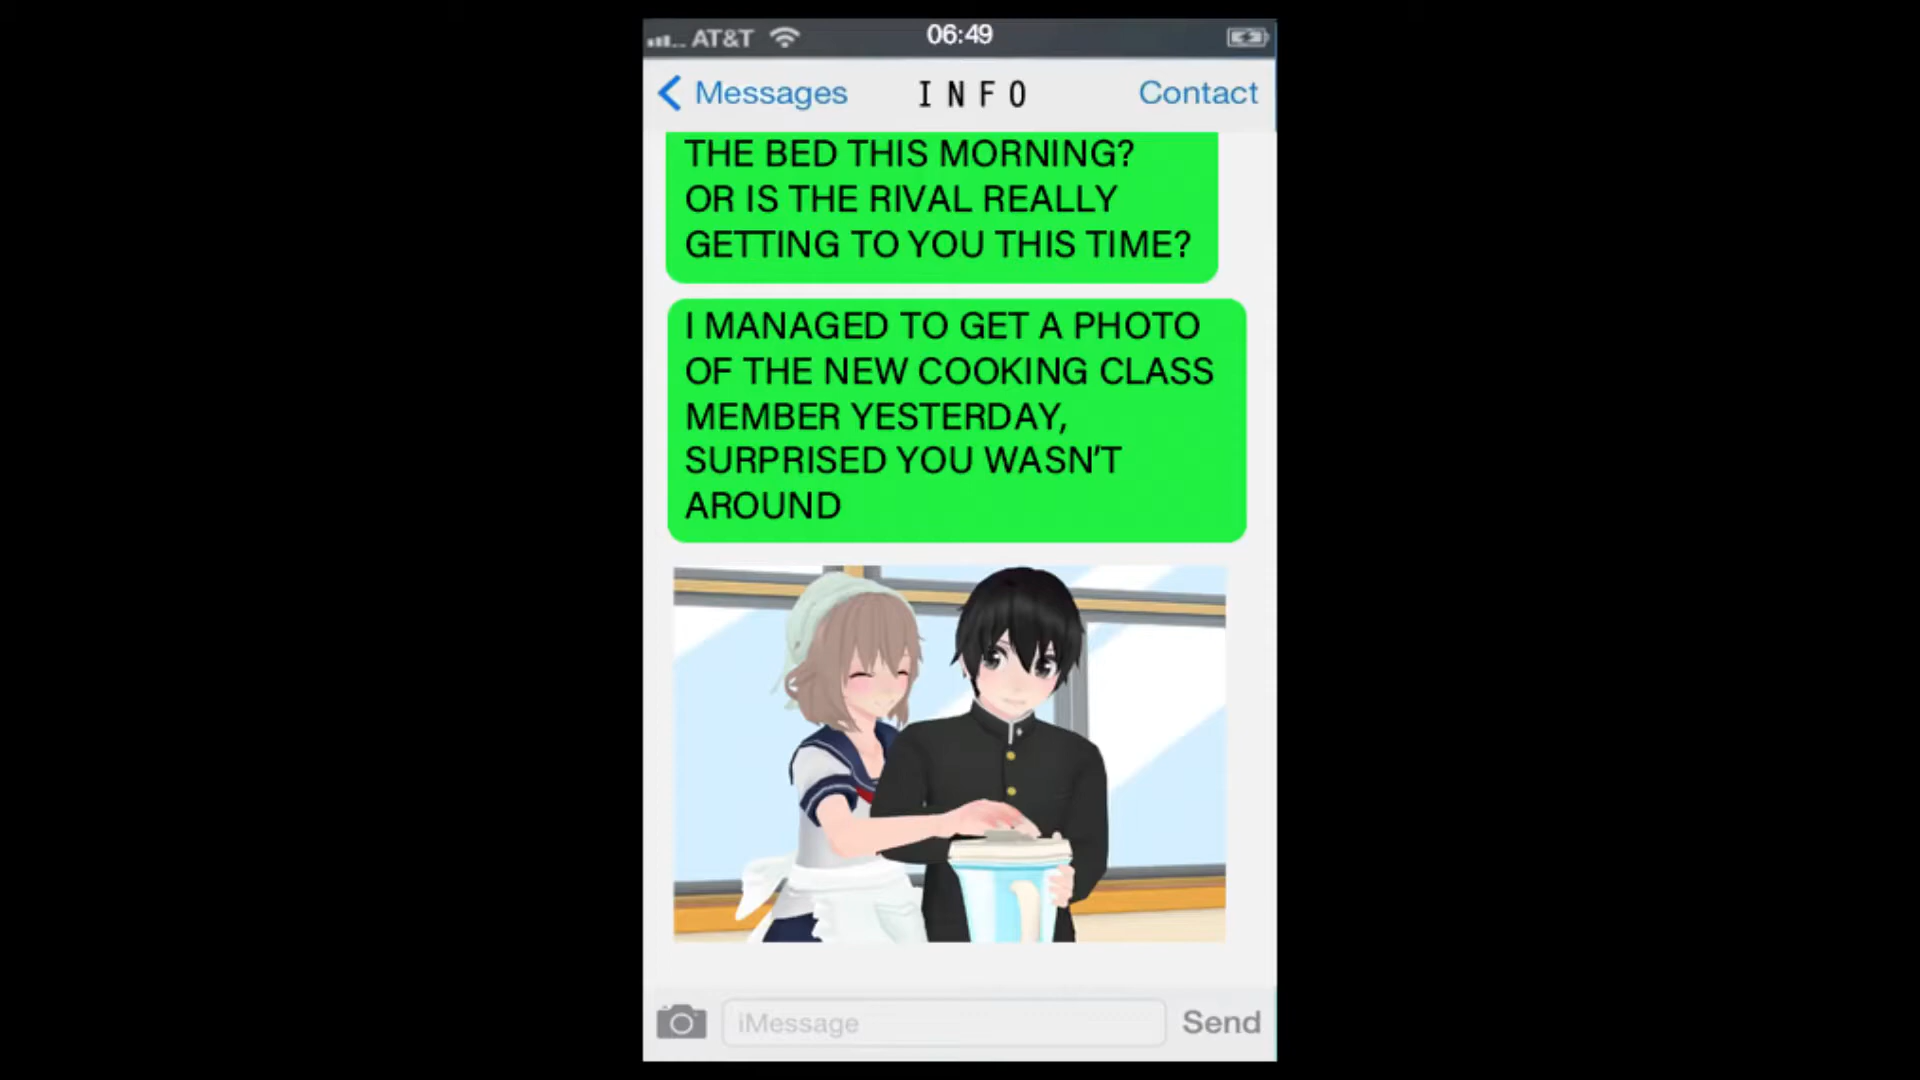 AT&T 06:49
Messages INFO Contact
THE BED THIS MORNING?
OR IS THE RIVAL REALLY
GETTING TO YOU THIS TIME?
I MANAGED TO GET A PHOTO
OF THE NEW COOKING CLASS
MEMBER YESTERDAY,
SURPRISED YOU WASN'T
AROUND
iMessage Send